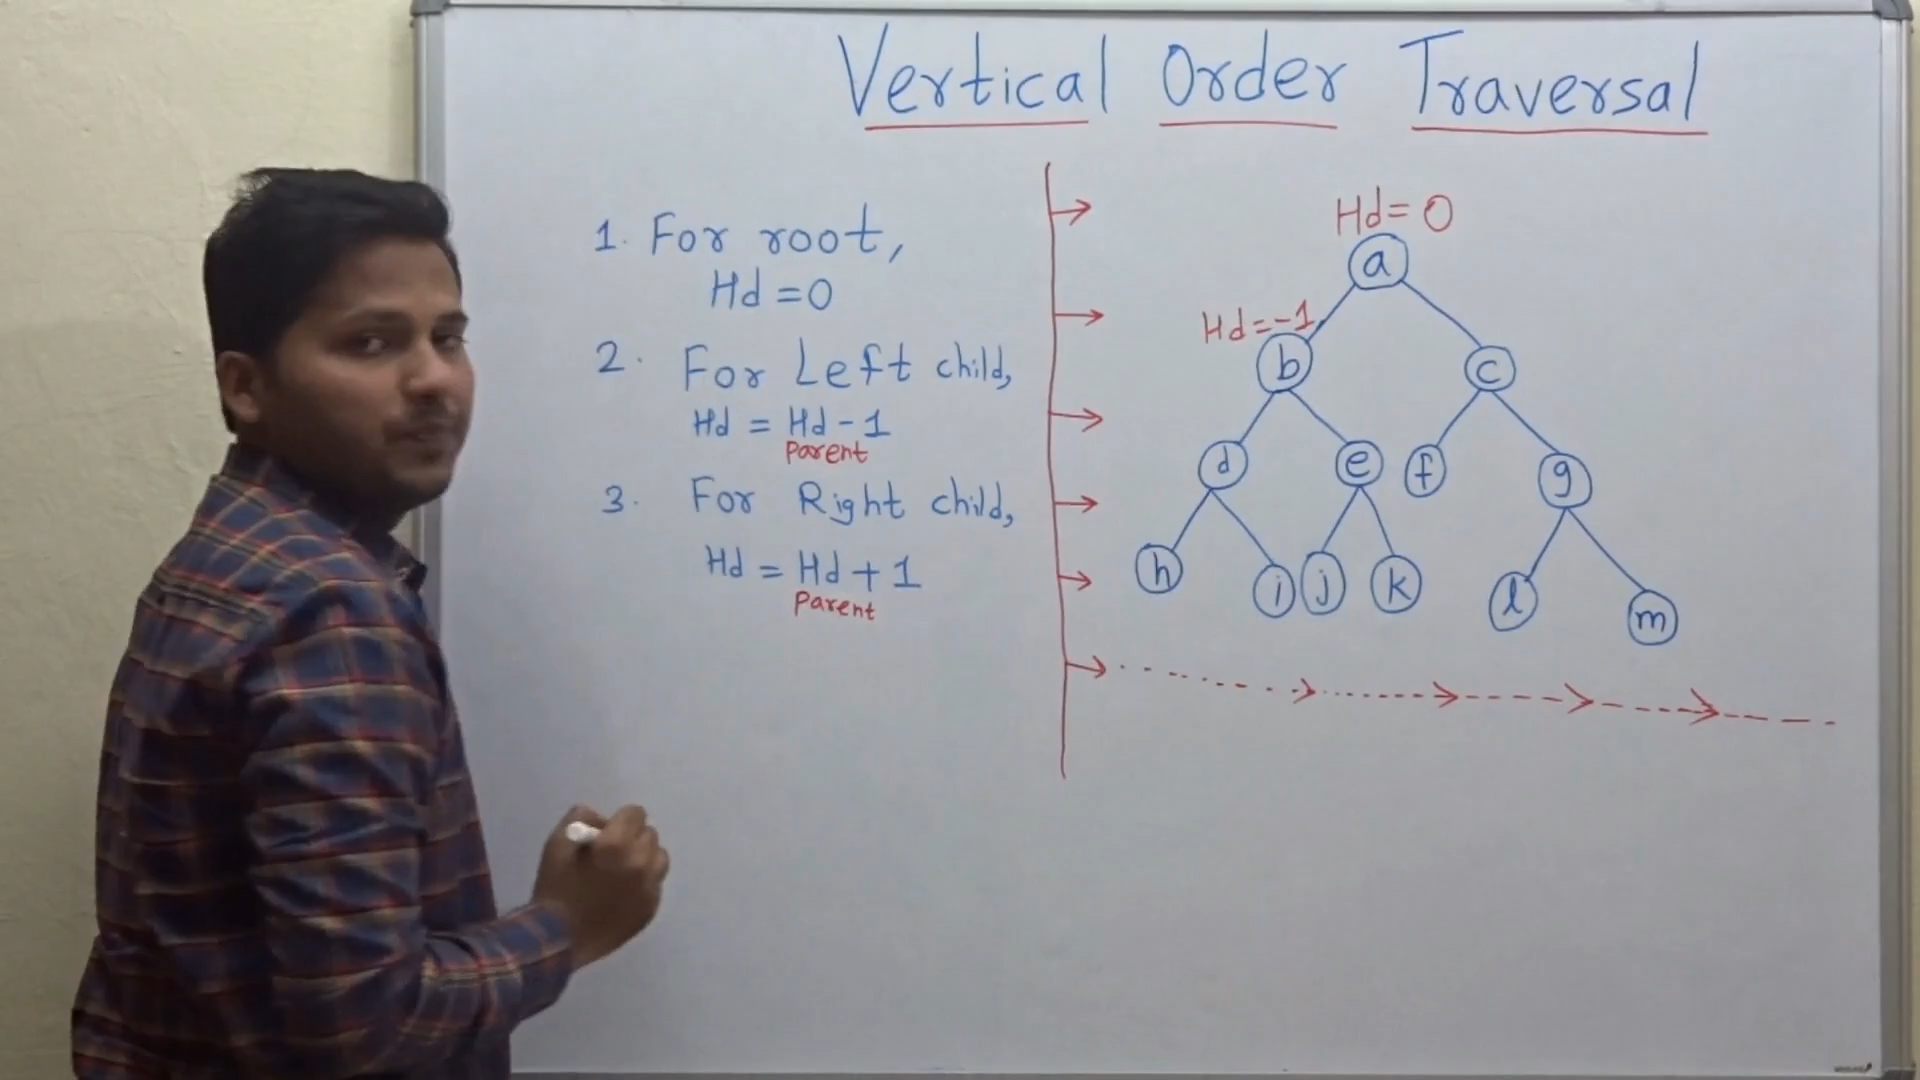 Vertical Order Traversal
1. For root,
Hd = 0
2. For Left child,
Hd = Hd - 1
Parent
3. For Right child,
Hd = Hd + 1
Parent
Hd = 0
a
Hd = -1
b c
d e f g
h i j k l m